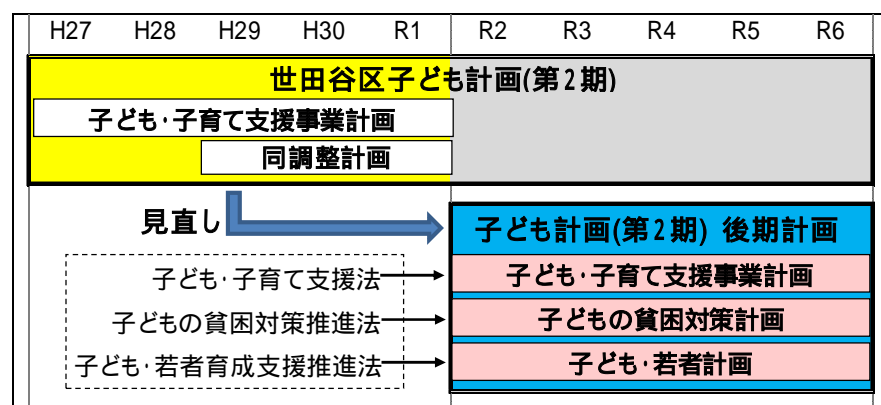 H27 H28 H29 H30 R1 R2 R3 R4 R5 R6
世田谷区子ども計画(第2期)
子ども・子育て支援事業計画
同調整計画
見直し
子ども計画(第2期) 後期計画
子ども・子育て支援法
子ども・子育て支援事業計画
子どもの貧困対策推進法
子どもの貧困対策計画
子ども・若者育成支援推進法
子ども・若者計画